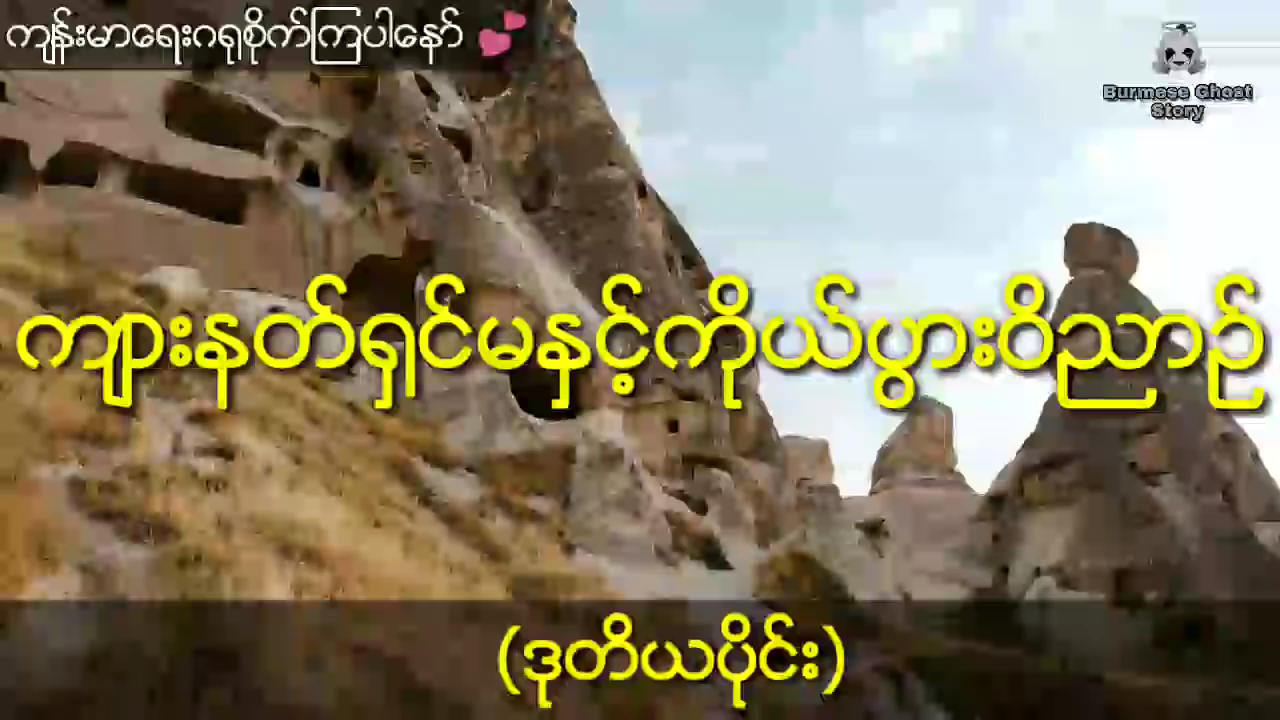 ကျန်းမာရေးဂရုစိုက်ကြပါနော် 💕
Burmese Ghost
Story
ကျားနတ်ရှင်မနှင့်ကိုယ်ပွားဝိညာဉ်
(ဒုတိယပိုင်း)